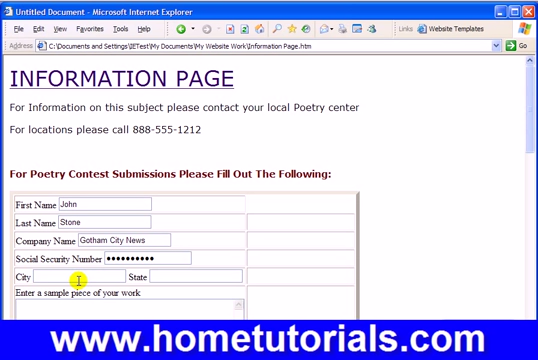 Untitled Document - Microsoft Internet Explorer
File Edit View Favorites Tools Help Links Website Templates
Address C:\Documents and Settings\IETest\My Documents\My Website Work\Information Page.htm Go
INFORMATION PAGE
For Information on this subject please contact your local Poetry center
For locations please call 888-555-1212
For Poetry Contest Submissions Please Fill Out The Following:
First Name John
Last Name Stone
Company Name Gotham City News
Social Security Number ••••••••••
City State
Enter a sample piece of your work
www.hometutorials.com